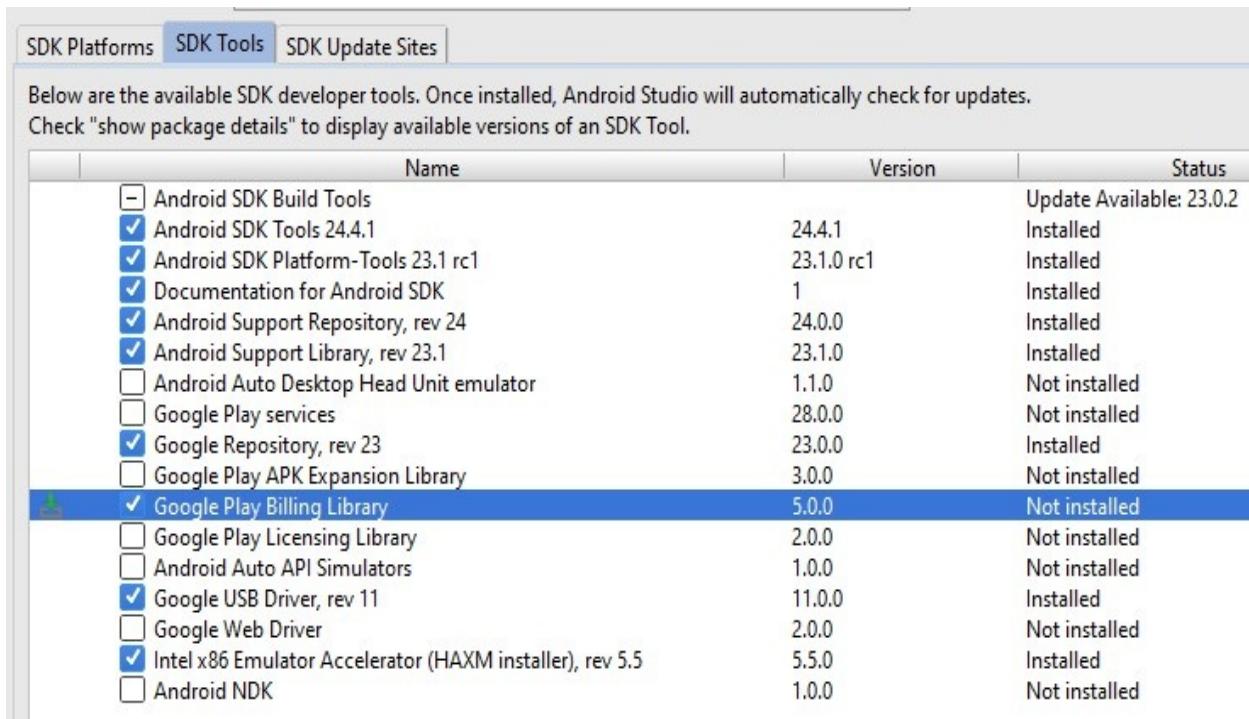 SDK Platforms SDK Tools SDK Update Sites
Below are the available SDK developer tools. Once installed, Android Studio will automatically check for updates.
Check "show package details" to display available versions of an SDK Tool.
Name Version Status
Android SDK Build Tools Update Available: 23.0.2
Android SDK Tools 24.4.1 24.4.1 Installed
Android SDK Platform-Tools 23.1 rc1 23.1.0 rc1 Installed
Documentation for Android SDK 1 Installed
Android Support Repository, rev 24 24.0.0 Installed
Android Support Library, rev 23.1 23.1.0 Installed
Android Auto Desktop Head Unit emulator 1.1.0 Not installed
Google Play services 28.0.0 Not installed
Google Repository, rev 23 23.0.0 Installed
Google Play APK Expansion Library 3.0.0 Not installed
Google Play Billing Library 5.0.0 Not installed
Google Play Licensing Library 2.0.0 Not installed
Android Auto API Simulators 1.0.0 Not installed
Google USB Driver, rev 11 11.0.0 Installed
Google Web Driver 2.0.0 Not installed
Intel x86 Emulator Accelerator (HAXM installer), rev 5.5 5.5.0 Installed
Android NDK 1.0.0 Not installed